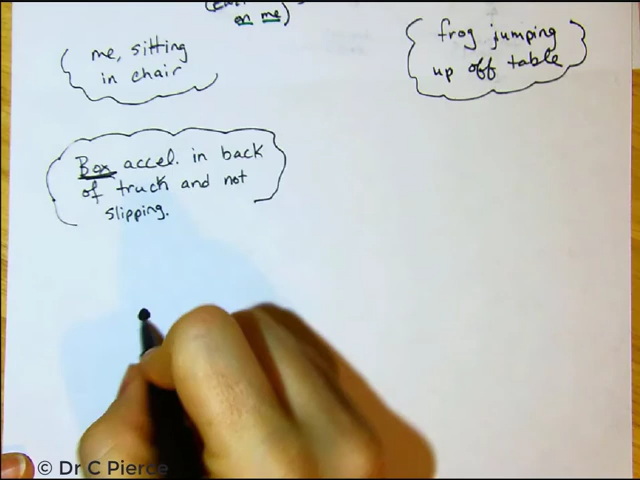 on me)
me, sitting
in chair
frog jumping
up off table
Box accel. in back
of truck and not
slipping.
© Dr C Pierce